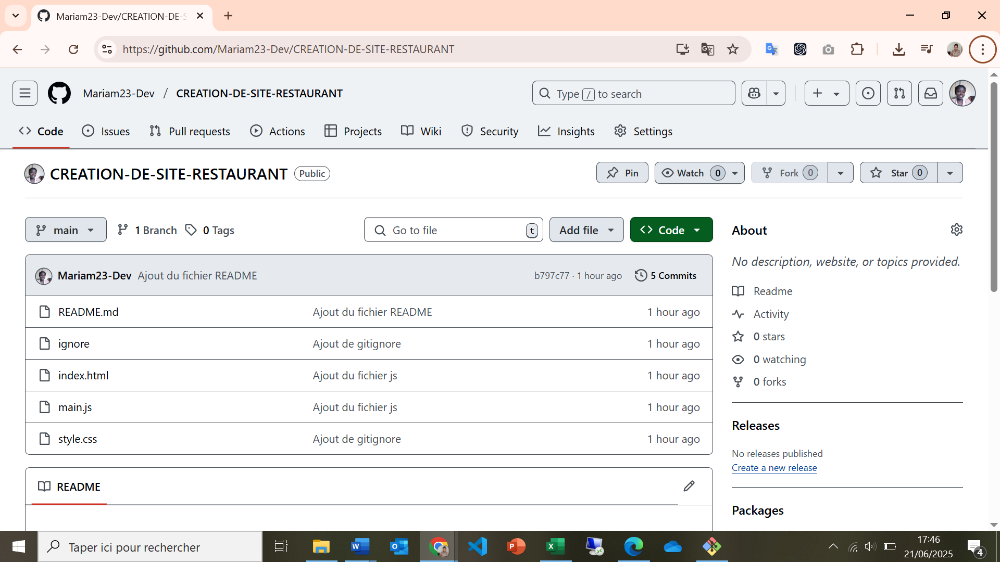 Mariam23-Dev/CREATION-DE-S
https://github.com/Mariam23-Dev/CREATION-DE-SITE-RESTAURANT
Mariam23-Dev / CREATION-DE-SITE-RESTAURANT
Type / to search
Code Issues Pull requests Actions Projects Wiki Security Insights Settings
CREATION-DE-SITE-RESTAURANT Public
Pin Watch 0 Fork 0 Star 0
main 1 Branch 0 Tags
Go to file t Add file Code
Mariam23-Dev Ajout du fichier README b797c77 · 1 hour ago 5 Commits
README.md Ajout du fichier README 1 hour ago
ignore Ajout de gitignore 1 hour ago
index.html Ajout du fichier js 1 hour ago
main.js Ajout du fichier js 1 hour ago
style.css Ajout de gitignore 1 hour ago
README
About
No description, website, or topics provided.
Readme
Activity
0 stars
0 watching
0 forks
Releases
No releases published
Create a new release
Packages
Taper ici pour rechercher
17:46
21/06/2025
4